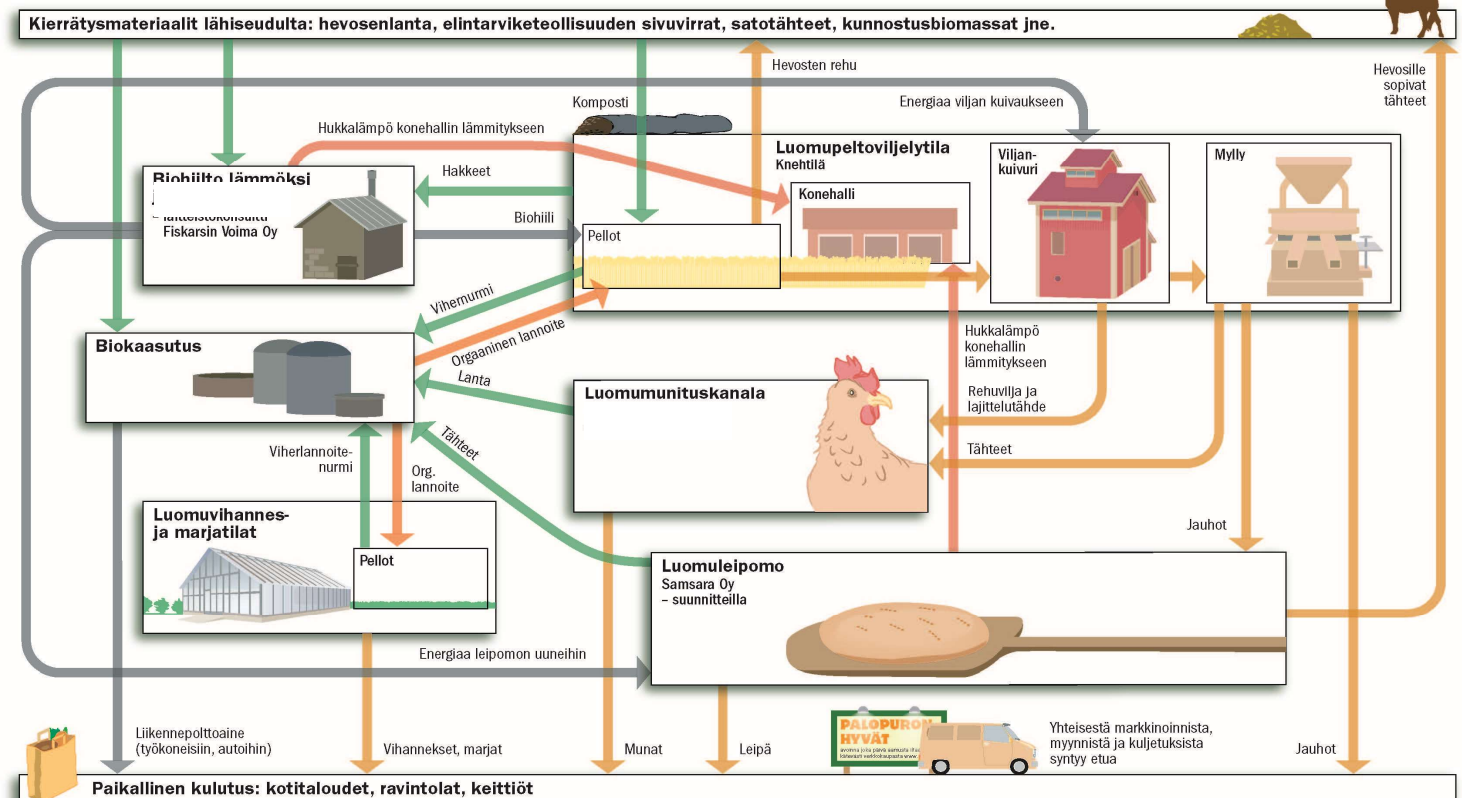 Kierrätysmateriaalit lähiseudulta: hevosenlanta, elintarviketeollisuuden sivuvirrat, satotähteet, kunnostusbiomassat jne.
Hevosten rehu
Hevosille
sopivat
tähteet
Energiaa viljan kuivaukseen
Komposti
Hukkalämpö konehallin lämmitykseen
Luomupeltoviljelytila
Knehtilä
Viljan-
kuivuri
Mylly
Biohiilto lämmöksi
Hakkeet
Konehalli
– laitteistokonsultti
Fiskarsin Voima Oy
Biohiili
Pellot
Vihernurmi
Orgaaninen lannoite
Biokaasutus
Lanta
Hukkalämpö
konehallin
lämmitykseen
Luomumunituskanala
Rehuvilja ja
lajittelutähde
Tähteet
Tähteet
Viherlannoite-
nurmi
Org.
lannoite
Luomuvihannes-
ja marjatilat
Pellot
Jauhot
Luomuleipomo
Samsara Oy
– suunnitteilla
Energiaa leipomon uuneihin
PALOPURON
HYVÄT
Liikennepolttoaine
(työkoneisiin, autoihin)
Vihannekset, marjat
Munat
Leipä
Yhteisestä markkinoinnista,
myynnistä ja kuljetuksista
syntyy etua
Jauhot
Paikallinen kulutus: kotitaloudet, ravintolat, keittiöt